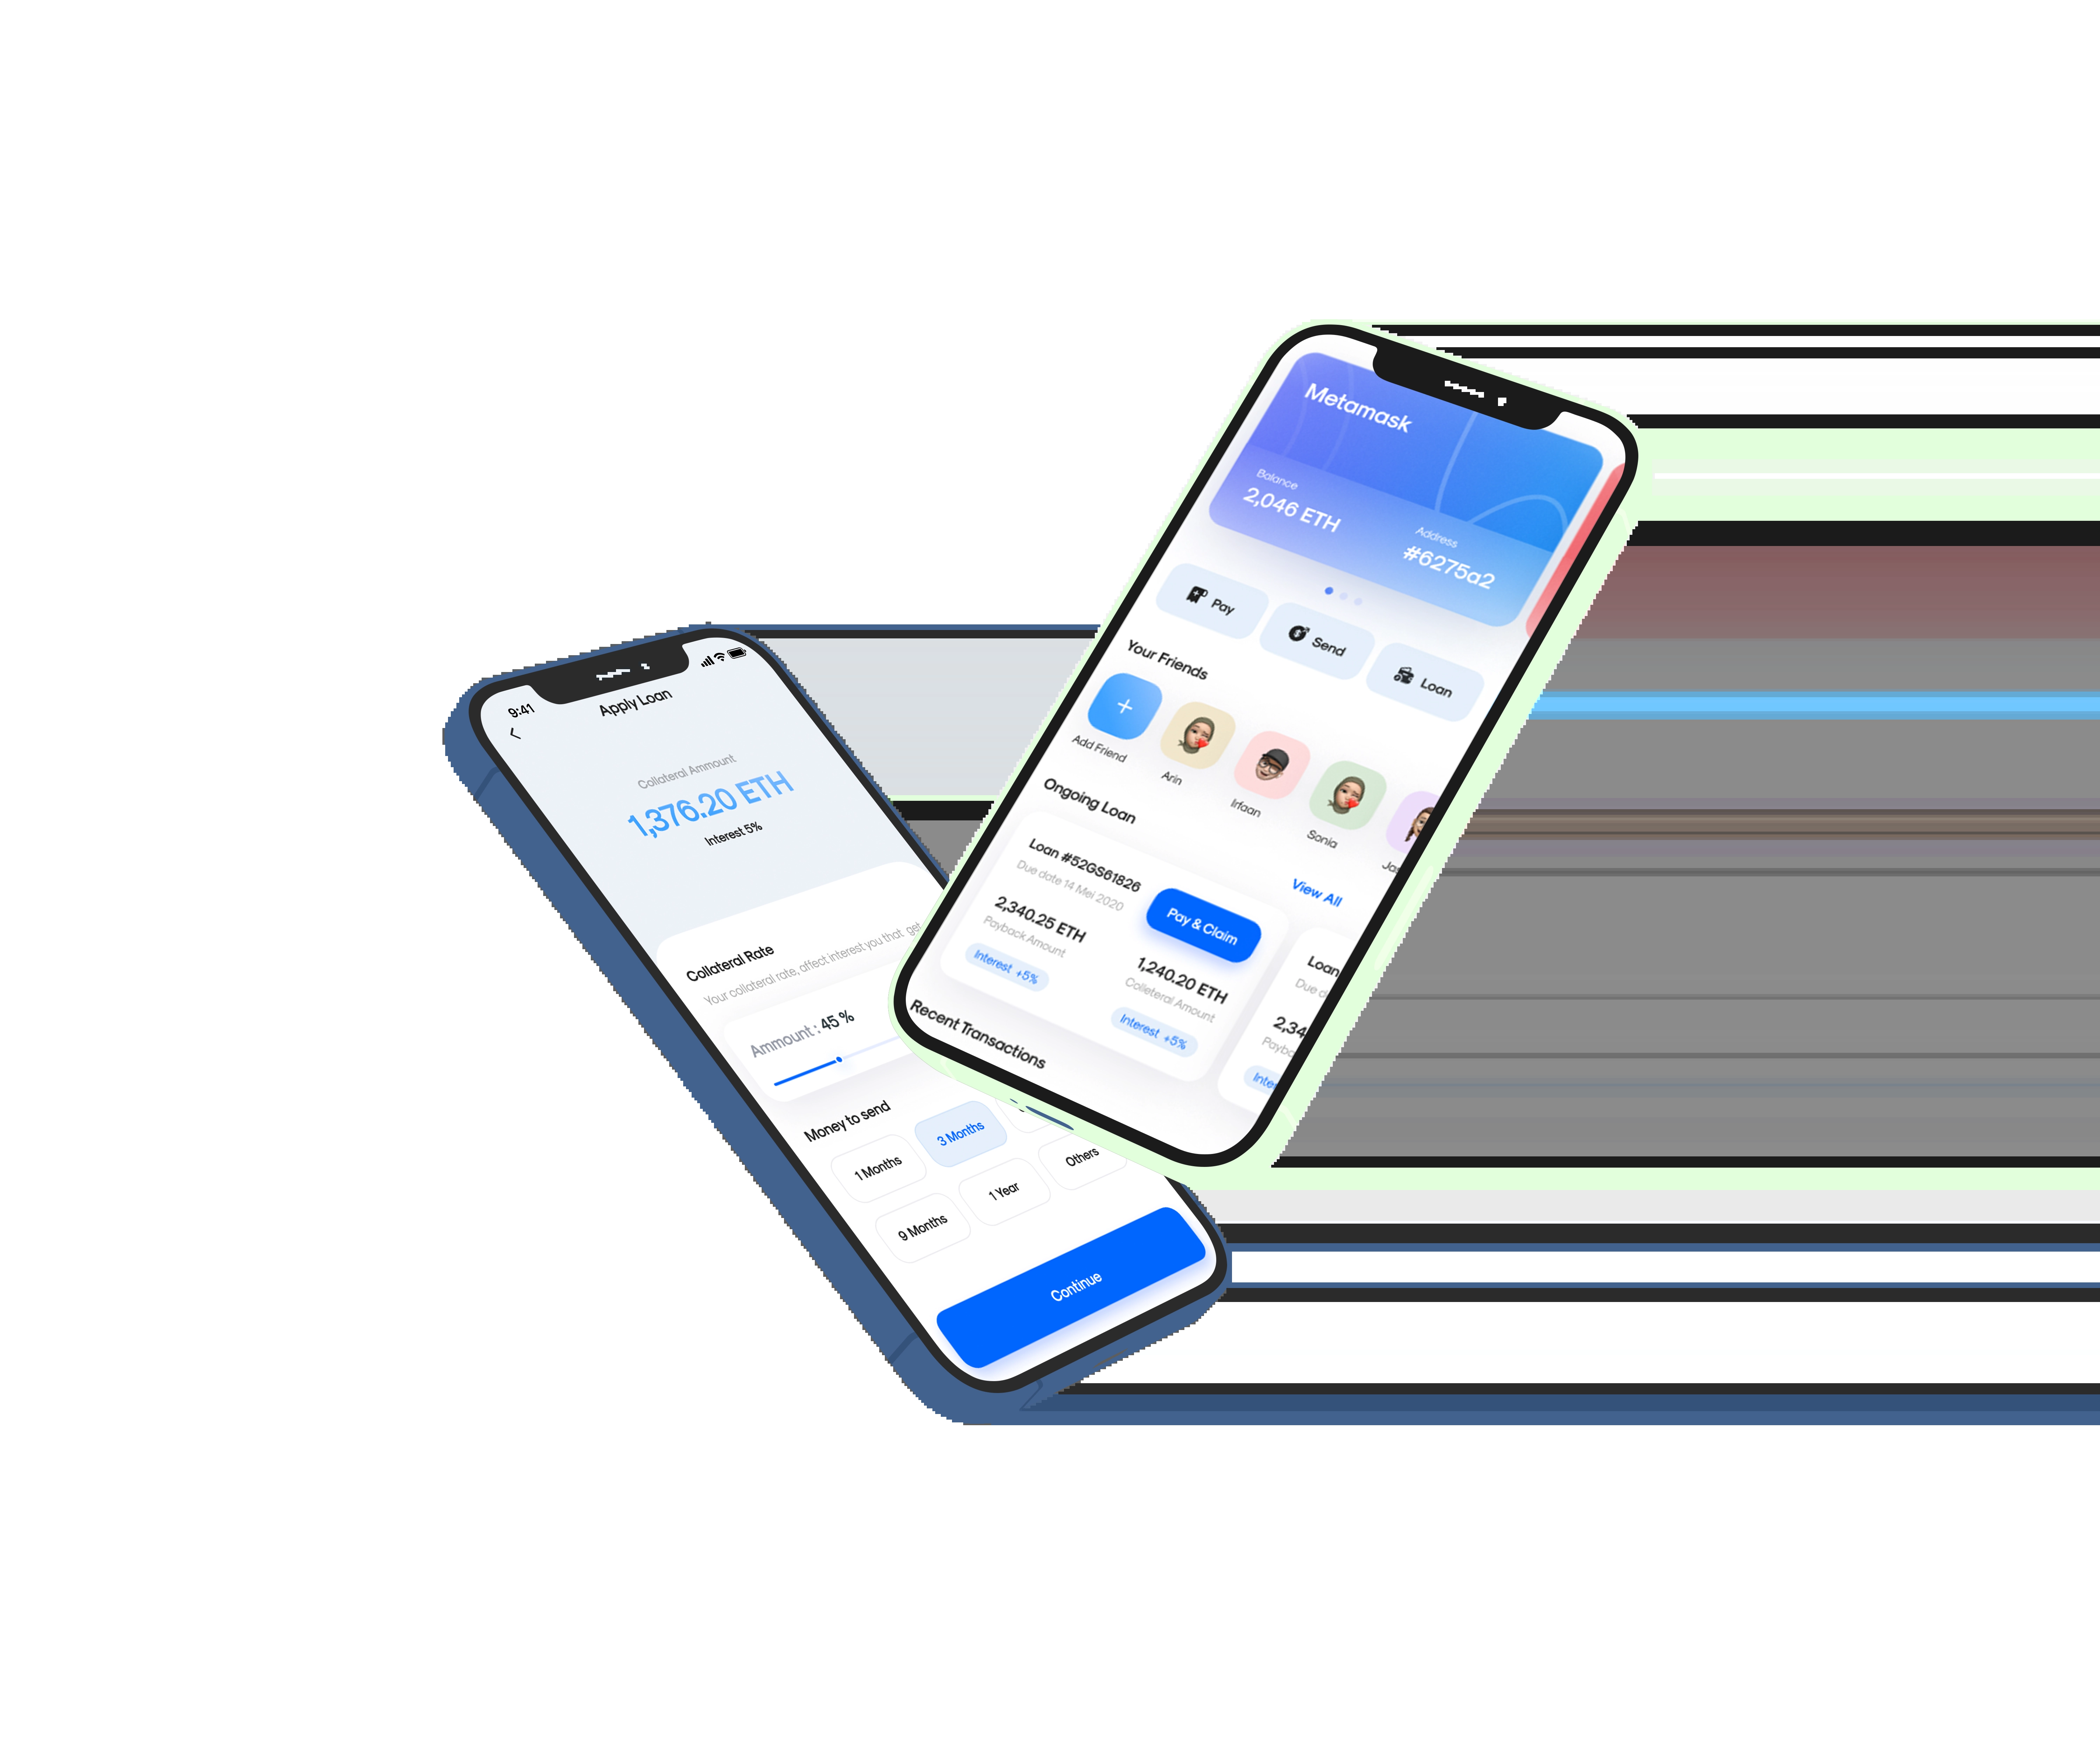 9:41
Apply Loan
Collateral Ammount
1,376.20 ETH
Interest 5%
Collateral Rate
Your collateral rate, affect interest you that get
Ammount : 45 %
Money to send
1 Months
3 Months
9 Months
1 Year
Others
Continue
Metamask
Balance
2,046 ETH
Address
#6275a2
Pay
Send
Loan
Your Friends
Add Friend
Arin
Irfaan
Sonia
Jas
Ongoing Loan
View All
Loan #52GS61826
Due date 14 Mei 2020
Pay & Claim
2,340.25 ETH
Payback Amount
Interest +5%
1,240.20 ETH
Colleteral Amount
Interest +5%
Loan
Due d
2,34
Payba
Inte
Recent Transactions